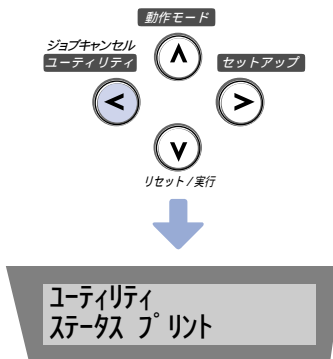 動作モード
ジョブキャンセル
ユーティリティ
セットアップ
リセット/実行
ユーティリティ
ステータス プリント